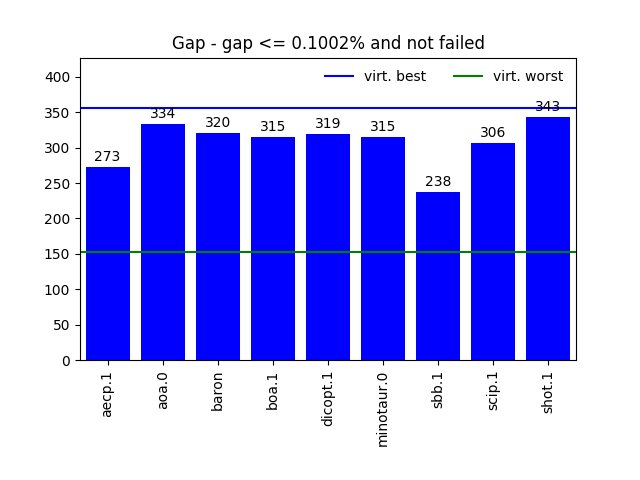 Gap - gap <= 0.1002% and not failed
virt. best
virt. worst
400
350
300
250
200
150
100
50
0
273
334
320
315
319
315
238
306
343
aecp.1
aoa.0
baron
boa.1
dicopt.1
minotaur.0
sbb.1
scip.1
shot.1